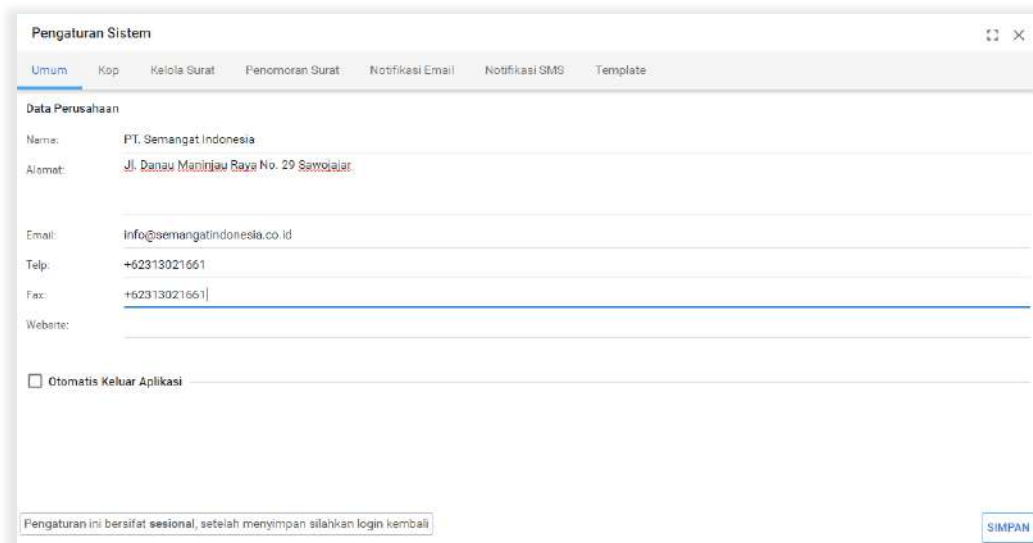 Pengaturan Sistem
Umum Kop Kelola Surat Penomoran Surat Notifikasi Email Notifikasi SMS Template
Data Perusahaan
Nama: PT. Semangat Indonesia
Alamat: Jl. Danau Maninjau Raya No. 29 Sawojajar
Email: info@semangatindonesia.co.id
Telp: +62313021661
Fax: +62313021661
Website:
Otomatis Keluar Aplikasi
Pengaturan ini bersifat sesional, setelah menyimpan silahkan login kembali
SIMPAN